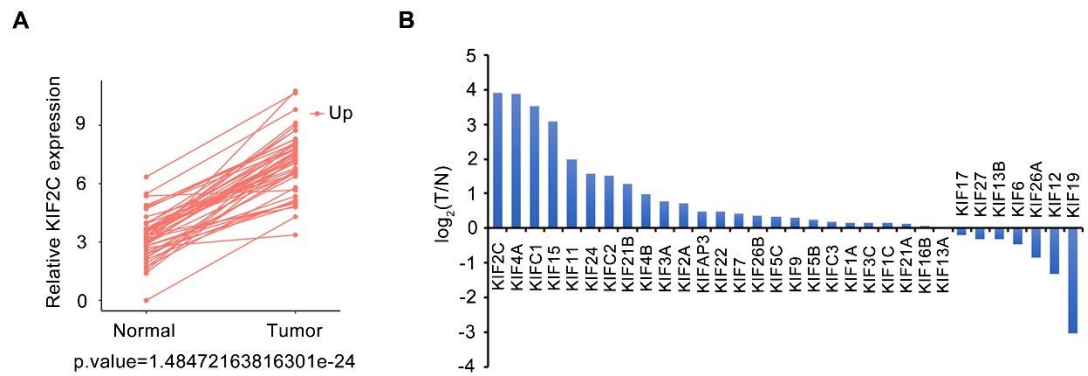 A
Relative KIF2C expression
9
6
3
0
Normal Tumor
Up
p.value=1.48472163816301e-24
B
log2(T/N)
5
4
3
2
1
0
-1
-2
-3
-4
KIF2C
KIF4A
KIFC1
KIF15
KIF11
KIF24
KIFC2
KIF21B
KIF4B
KIF3A
KIF2A
KIFAP3
KIF22
KIF7
KIF26B
KIF5C
KIF9
KIF5B
KIFC3
KIF1A
KIF3C
KIF1C
KIF21A
KIF16B
KIF13A
KIF17
KIF27
KIF13B
KIF6
KIF26A
KIF12
KIF19